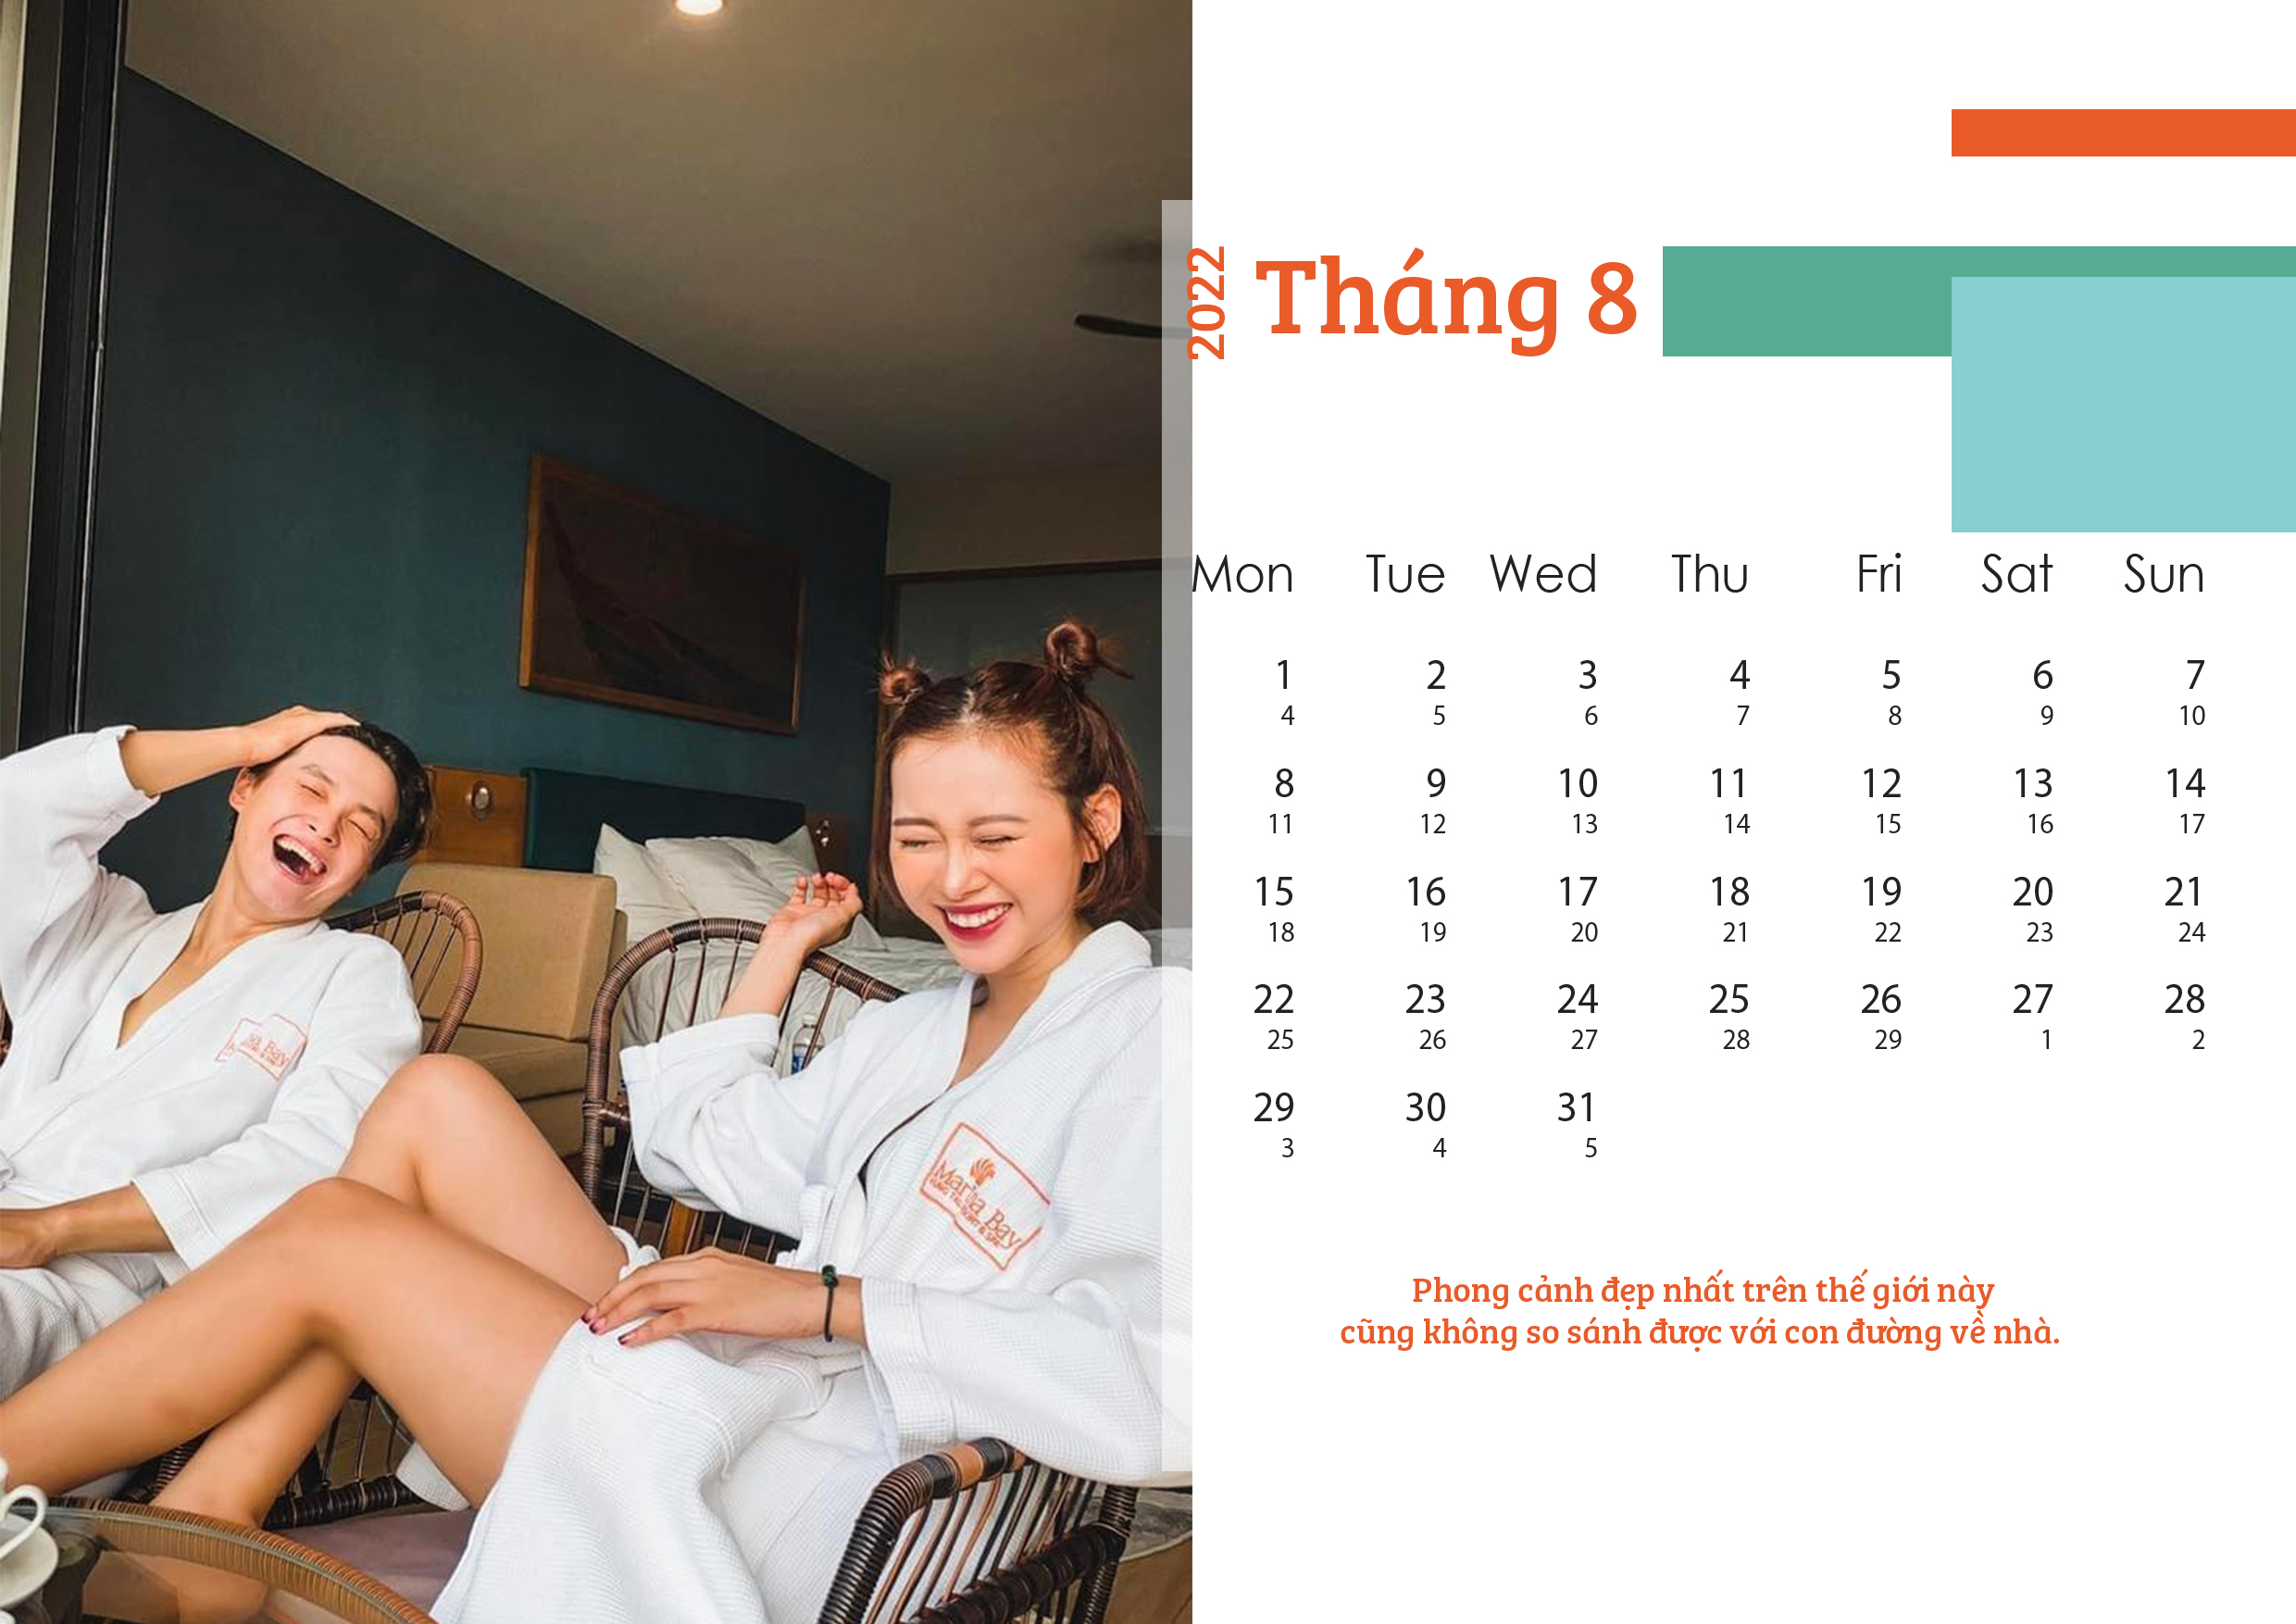 2022
Tháng 8
Mon Tue Wed Thu Fri Sat Sun
1 2 3 4 5 6 7
4 5 6 7 8 9 10
8 9 10 11 12 13 14
11 12 13 14 15 16 17
15 16 17 18 19 20 21
18 19 20 21 22 23 24
22 23 24 25 26 27 28
25 26 27 28 29 1 2
29 30 31
3 4 5
Phong cảnh đẹp nhất trên thế giới này
cũng không so sánh được với con đường về nhà.
Bay
Marina Bay